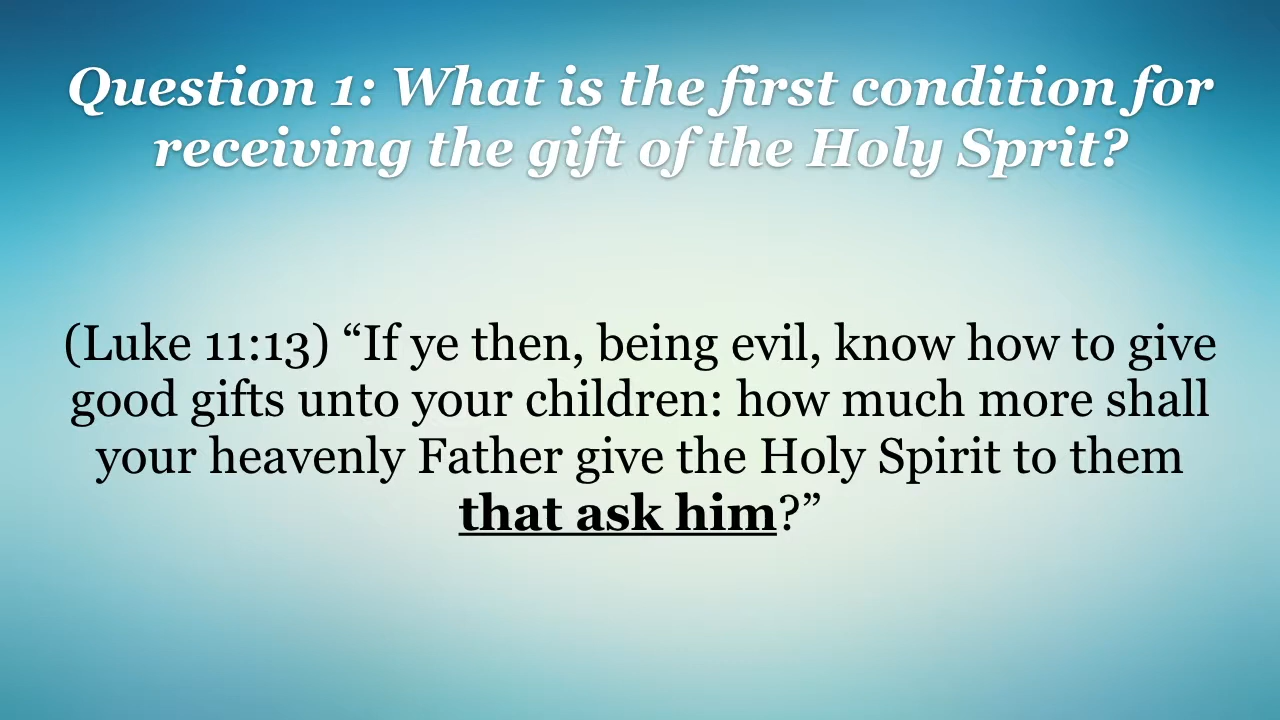 Question 1: What is the first condition for
receiving the gift of the Holy Sprit?
(Luke 11:13) “If ye then, being evil, know how to give
good gifts unto your children: how much more shall
your heavenly Father give the Holy Spirit to them
that ask him?”